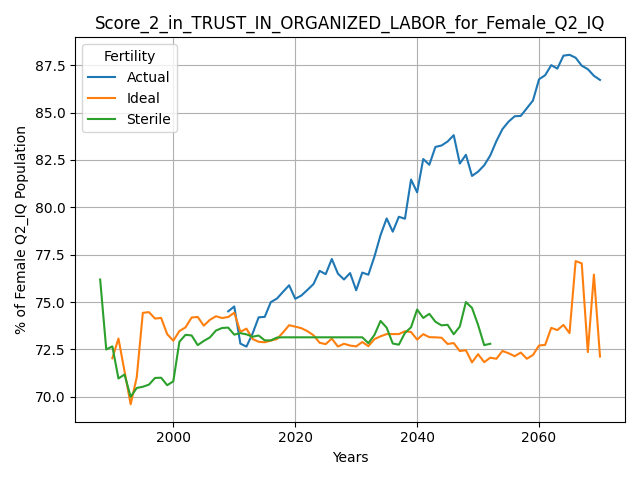 Score_2_in_TRUST_IN_ORGANIZED_LABOR_for_Female_Q2_IQ
Fertility
Actual
Ideal
Sterile
% of Female Q2_IQ Population
87.5
85.0
82.5
80.0
77.5
75.0
72.5
70.0
2000
2020
2040
2060
Years